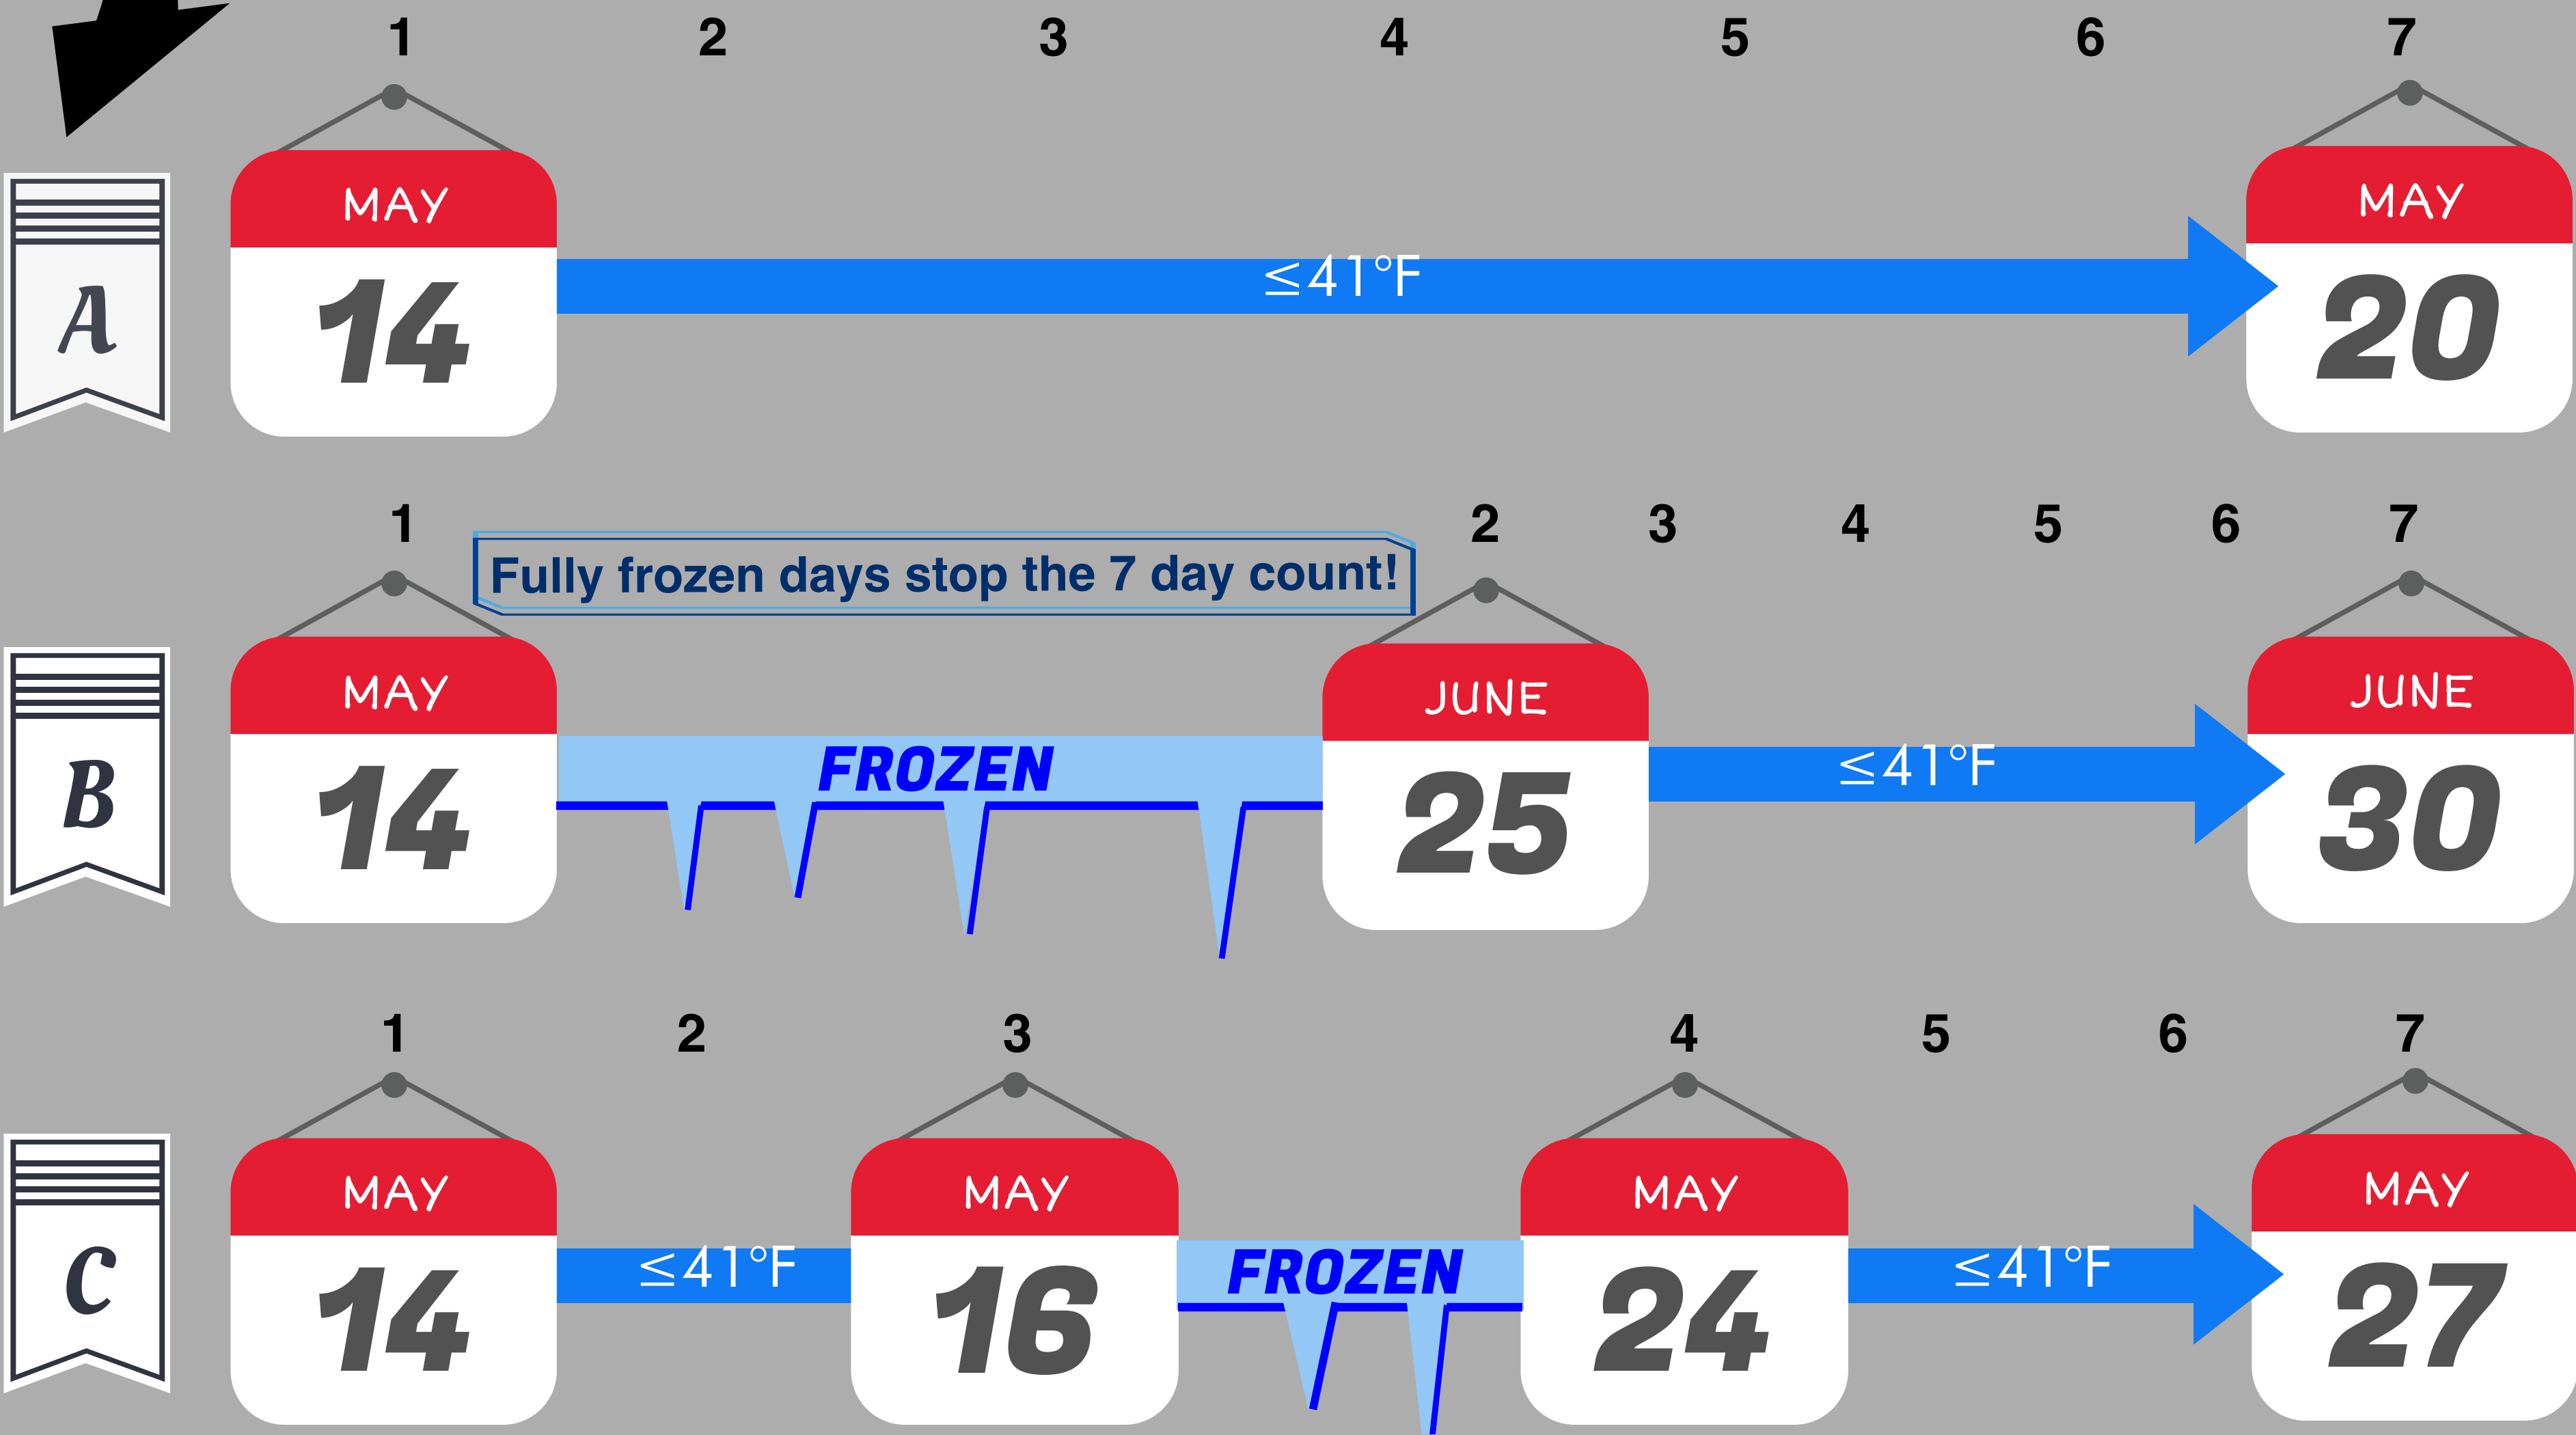 1 2 3 4 5 6 7
A
MAY
14
≤41°F
MAY
20
1 2 3 4 5 6 7
Fully frozen days stop the 7 day count!
B
MAY
14
FROZEN
JUNE
25
≤41°F
JUNE
30
1 2 3 4 5 6 7
C
MAY
14
≤41°F
MAY
16
FROZEN
MAY
24
≤41°F
MAY
27